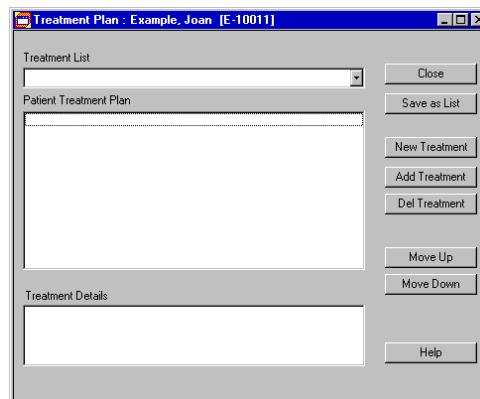 Treatment Plan : Example, Joan [E-10011]
Treatment List
Close
Patient Treatment Plan
Save as List
New Treatment
Add Treatment
Del Treatment
Move Up
Move Down
Treatment Details
Help